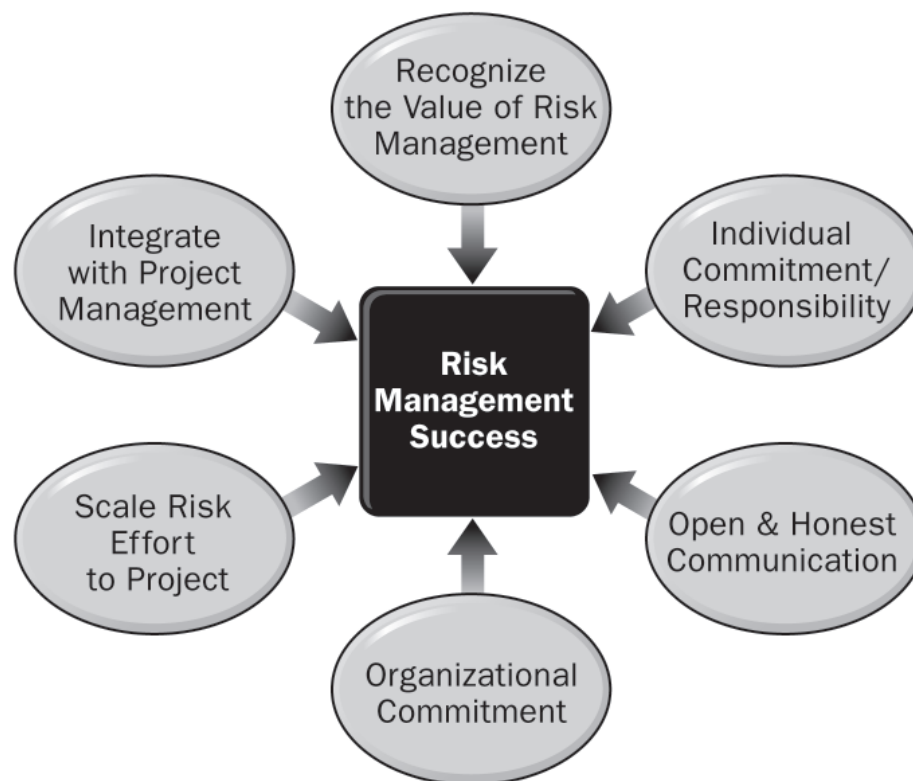 Recognize
the Value of Risk
Management
Individual
Commitment/
Responsibility
Open & Honest
Communication
Organizational
Commitment
Scale Risk
Effort
to Project
Integrate
with Project
Management
Risk
Management
Success